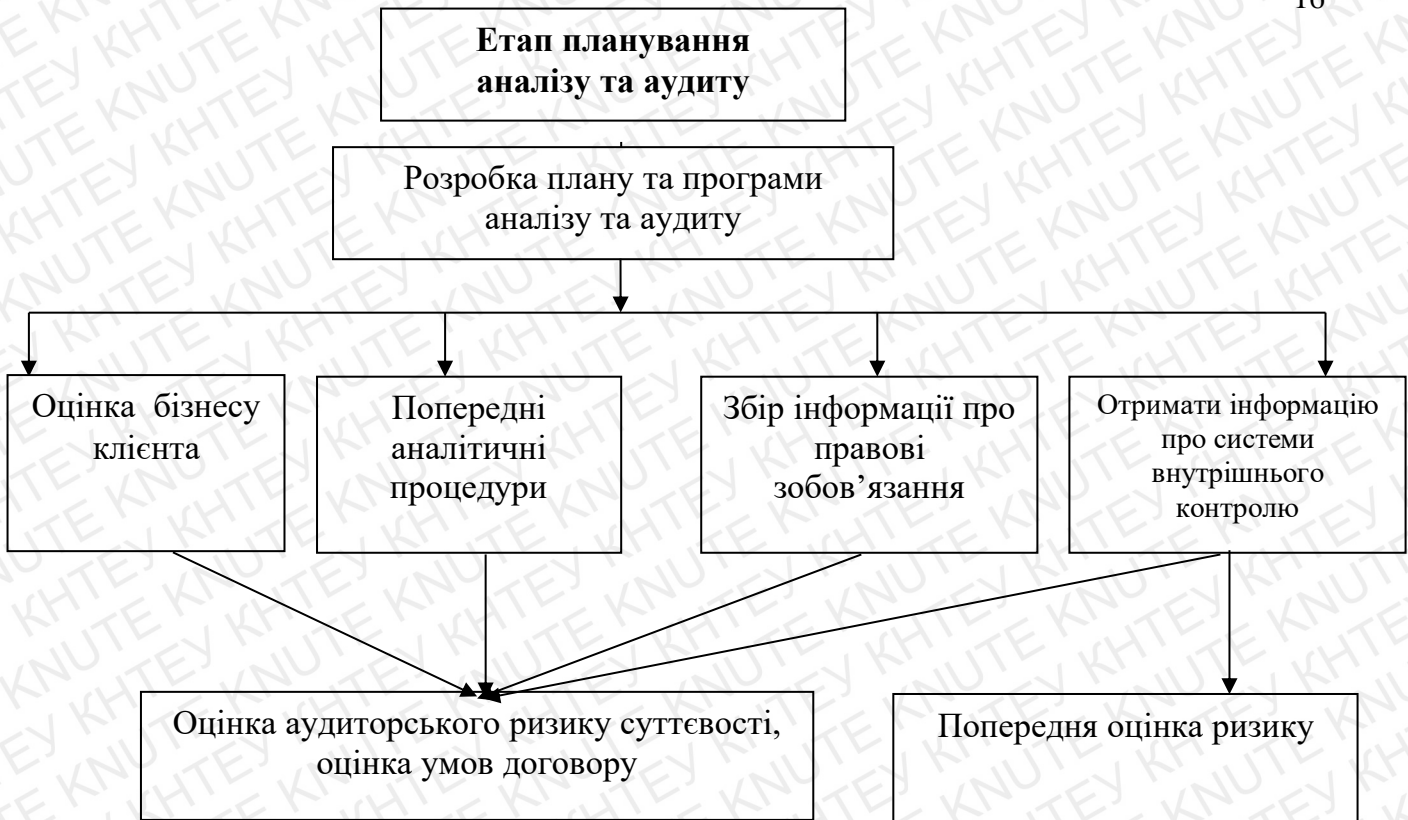 16
Етап планування
аналізу та аудиту
Розробка плану та програми
аналізу та аудиту
Оцінка бізнесу
клієнта
Попередні
аналітичні
процедури
Збір інформації про
правові
зобов’язання
Отримати інформацію
про системи
внутрішнього
контролю
Оцінка аудиторського ризику суттєвості,
оцінка умов договору
Попередня оцінка ризику